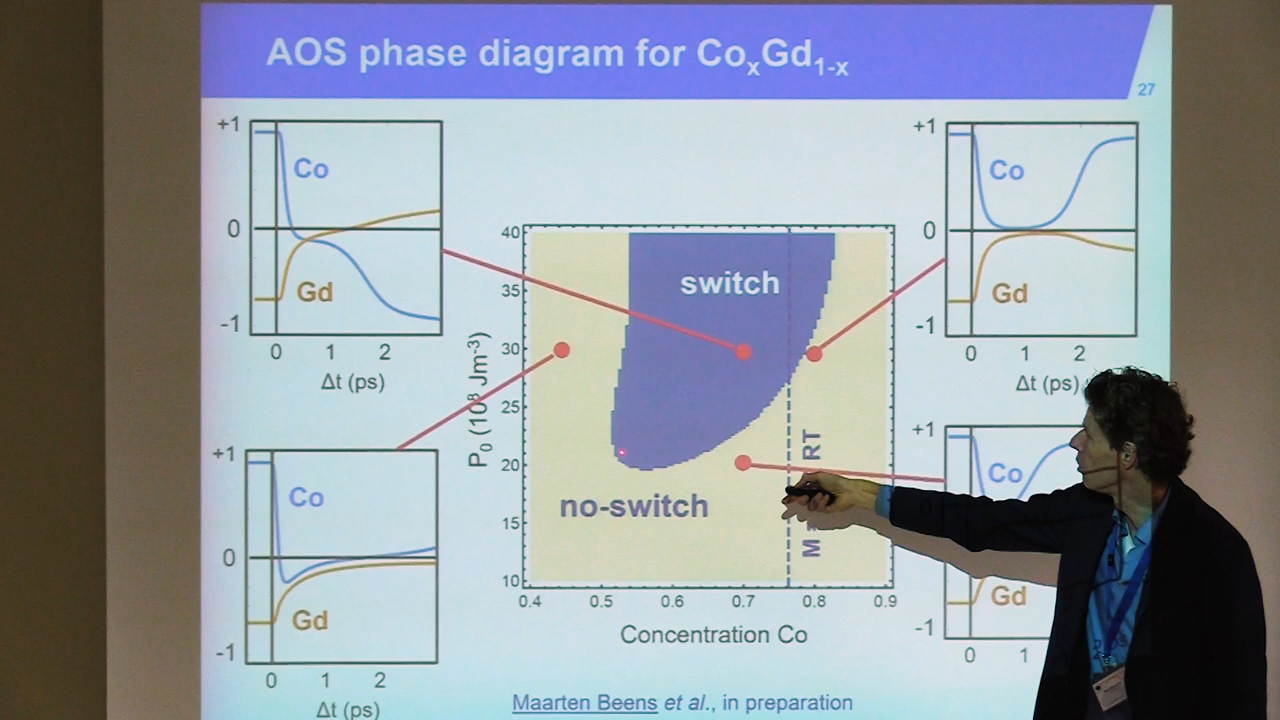 AOS phase diagram for CoxGd1-x
27
+1
Co
0
Gd
-1
0 1 2
Δt (ps)
+1
Co
0
Gd
-1
0 1 2
Δt (ps)
40
35
30
25
20
15
10
P0 (10⁸ Jm⁻³)
switch
no-switch
RT
0.4 0.5 0.6 0.7 0.8 0.9
Concentration Co
+1
Co
0
Gd
-1
0 1 2
Δt (ps)
+1
Co
Gd
-1
0 1
Maarten Beens et al., in preparation